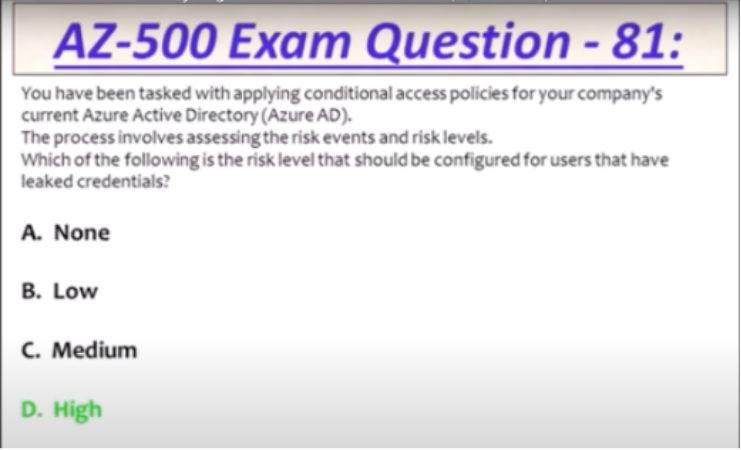 AZ-500 Exam Question - 81:
You have been tasked with applying conditional access policies for your company's
current Azure Active Directory (Azure AD).
The process involves assessing the risk events and risk levels.
Which of the following is the risk level that should be configured for users that have
leaked credentials?
A. None
B. Low
C. Medium
D. High